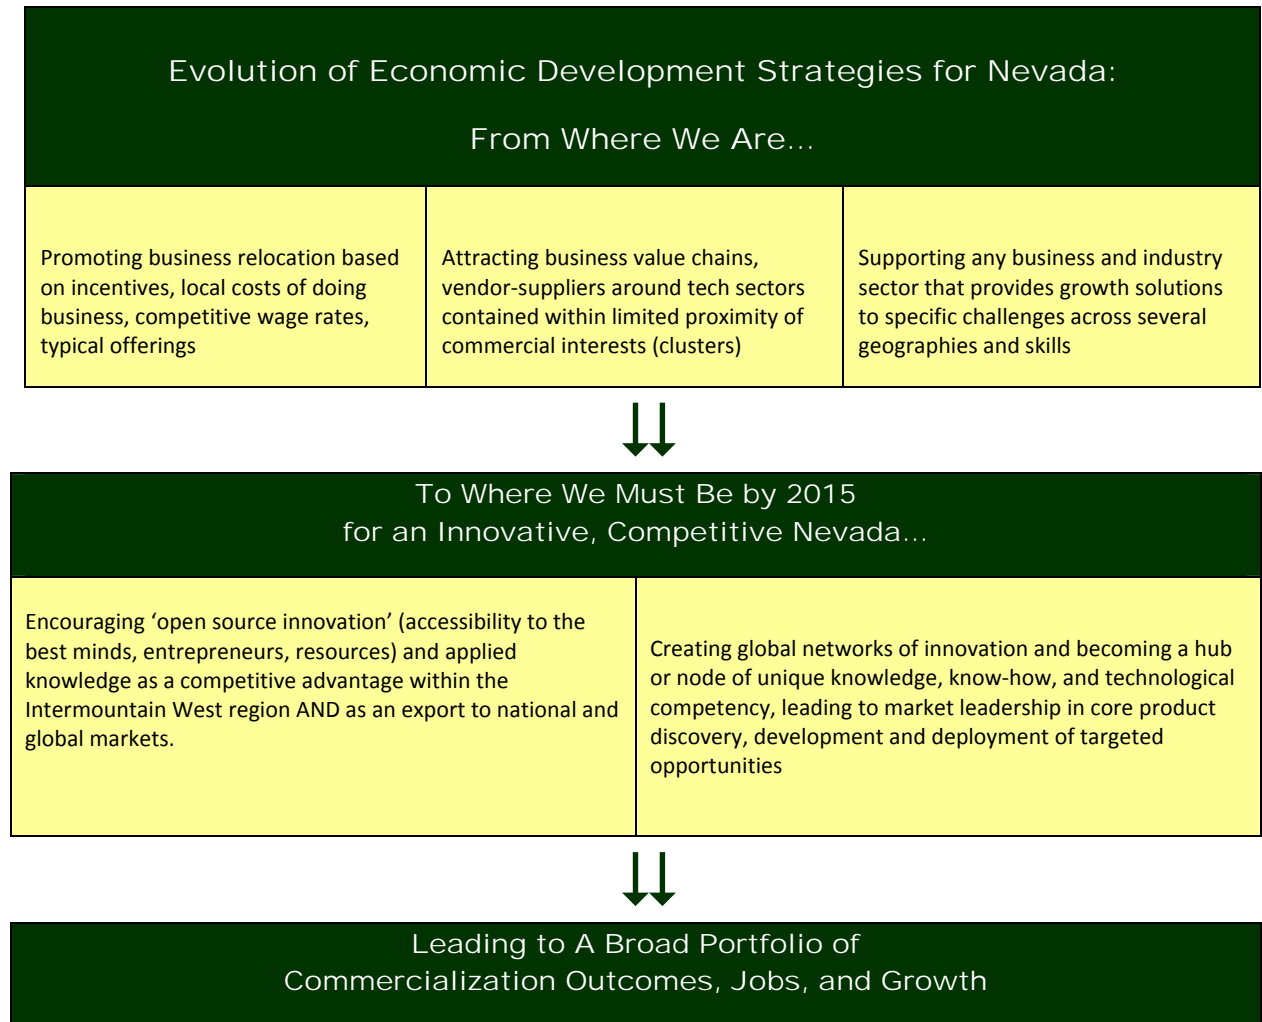 Evolution of Economic Development Strategies for Nevada:
From Where We Are...
Promoting business relocation based
on incentives, local costs of doing
business, competitive wage rates,
typical offerings
Attracting business value chains,
vendor-suppliers around tech sectors
contained within limited proximity of
commercial interests (clusters)
Supporting any business and industry
sector that provides growth solutions
to specific challenges across several
geographies and skills
To Where We Must Be by 2015
for an Innovative, Competitive Nevada...
Encouraging ‘open source innovation’ (accessibility to the
best minds, entrepreneurs, resources) and applied
knowledge as a competitive advantage within the
Intermountain West region AND as an export to national and
global markets.
Creating global networks of innovation and becoming a hub
or node of unique knowledge, know-how, and technological
competency, leading to market leadership in core product
discovery, development and deployment of targeted
opportunities
Leading to A Broad Portfolio of
Commercialization Outcomes, Jobs, and Growth